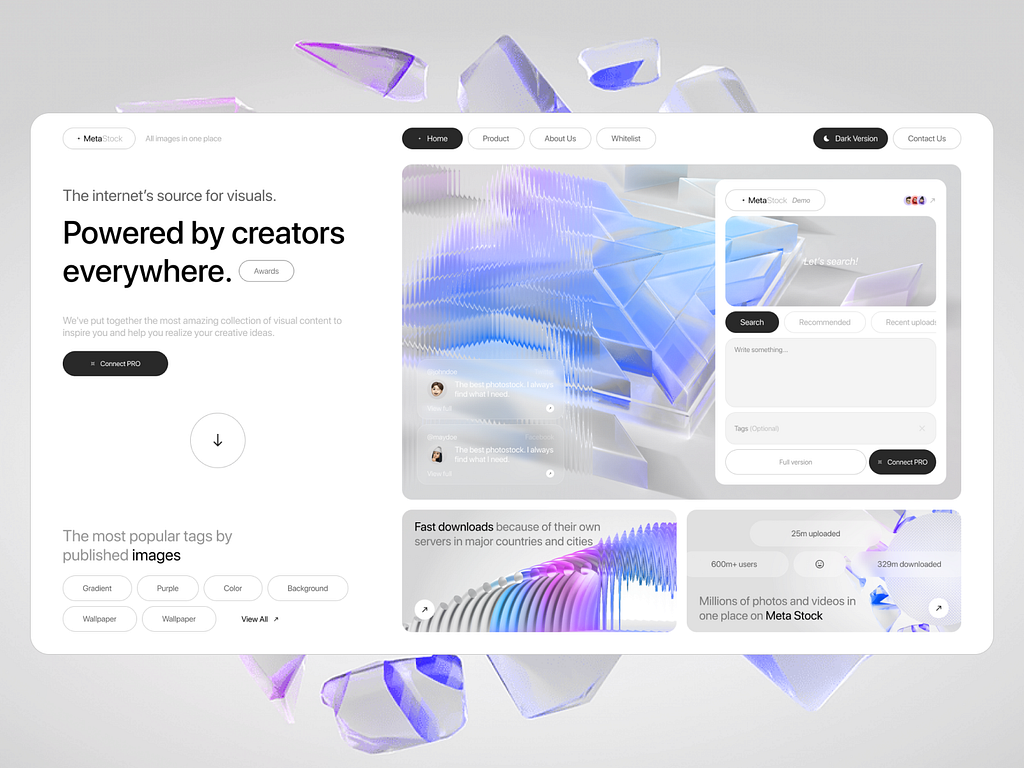 MetaStock
All images in one place
Home
Product
About Us
Whitelist
Dark Version
Contact Us
The internet's source for visuals.
Powered by creators
everywhere.
Awards
We've put together the most amazing collection of visual content to
inspire you and help you realize your creative ideas.
Connect PRO
The most popular tags by
published images
Gradient
Purple
Color
Background
Wallpaper
Wallpaper
View All
The best photostock. I always
find what I need.
View full
The best photostock. I always
find what I need.
View full
MetaStock Demo
Let's search!
Search
Recommended
Recent uploads
Write something...
Tags (Optional)
Full version
Connect PRO
Fast downloads because of their own
servers in major countries and cities
25m uploaded
600m+ users
329m downloaded
Millions of photos and videos in
one place on Meta Stock